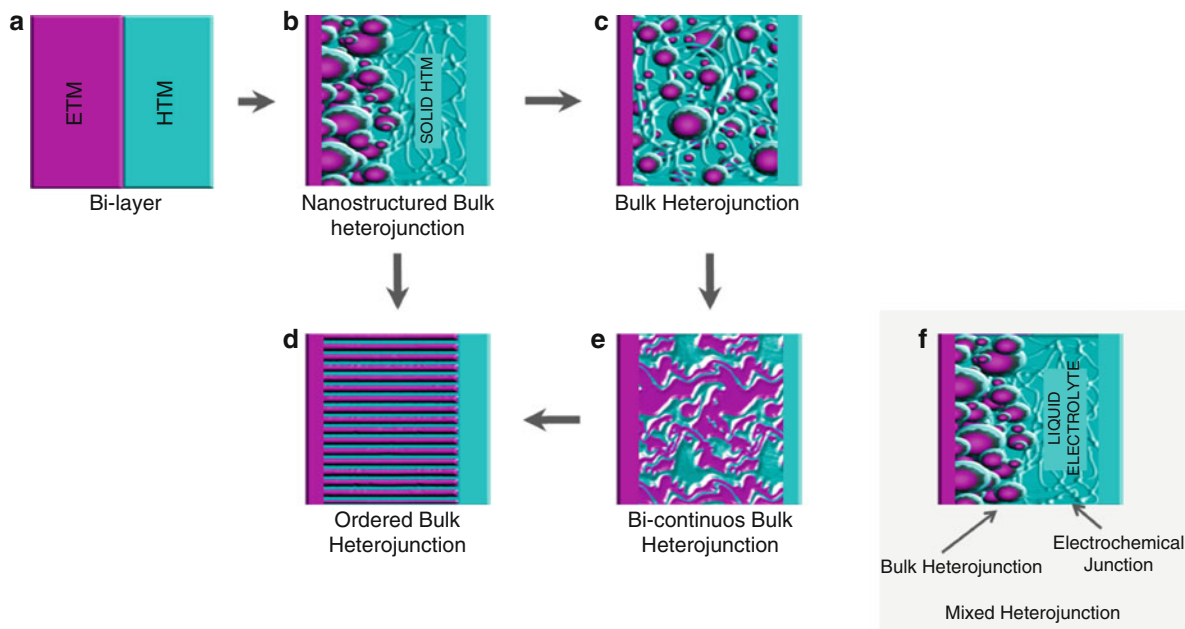 a
ETM
HTM
Bi-layer
b
SOLID HTM
Nanostructured Bulk
heterojunction
c
Bulk Heterojunction
d
Ordered Bulk
Heterojunction
e
Bi-continuos Bulk
Heterojunction
f
LIQUID
ELECTROLYTE
Bulk Heterojunction
Electrochemical
Junction
Mixed Heterojunction